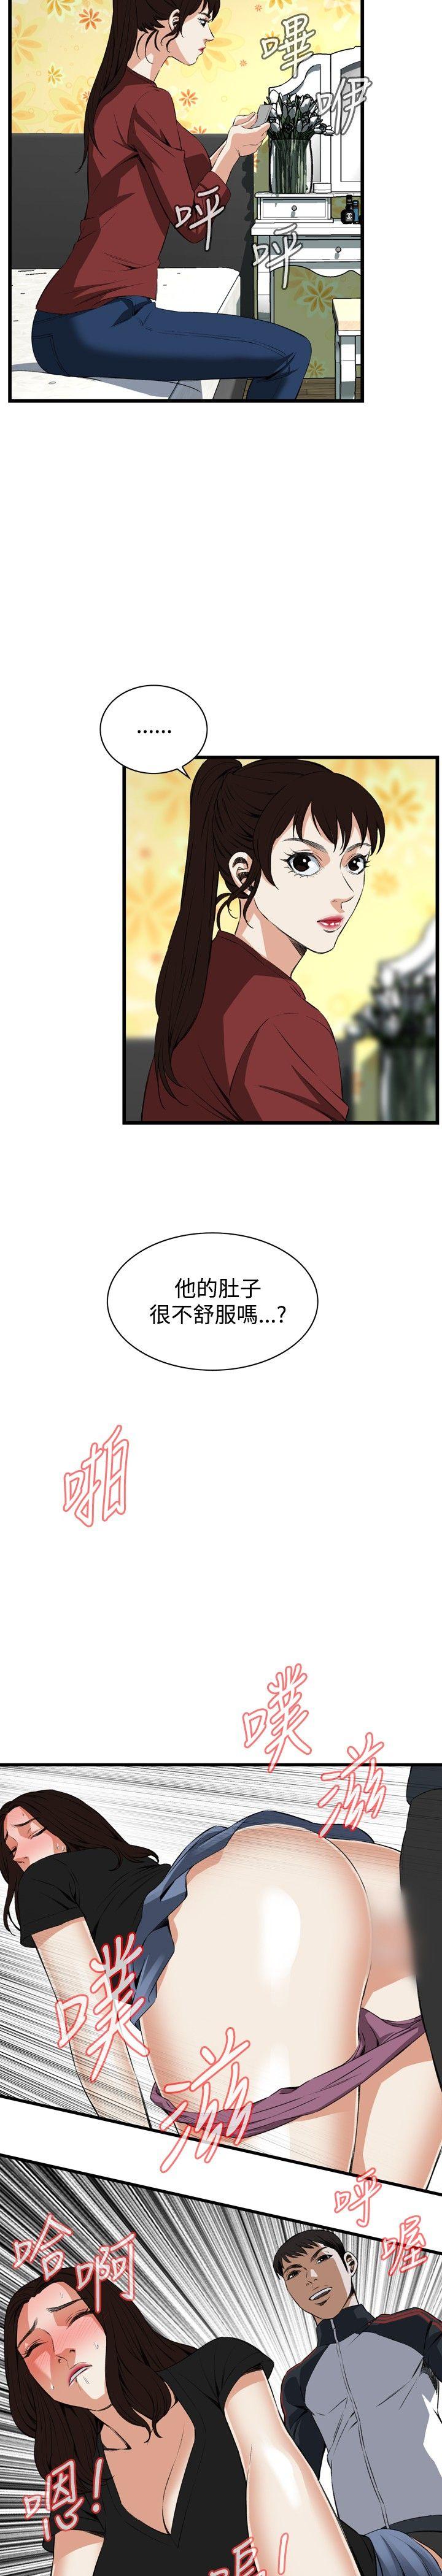 嗶
咿
呼
呼
......
他的肚子
很不舒服嗎...?
啪
噗
滋
噗
滋
呼
喔
哈
啊
嗯!